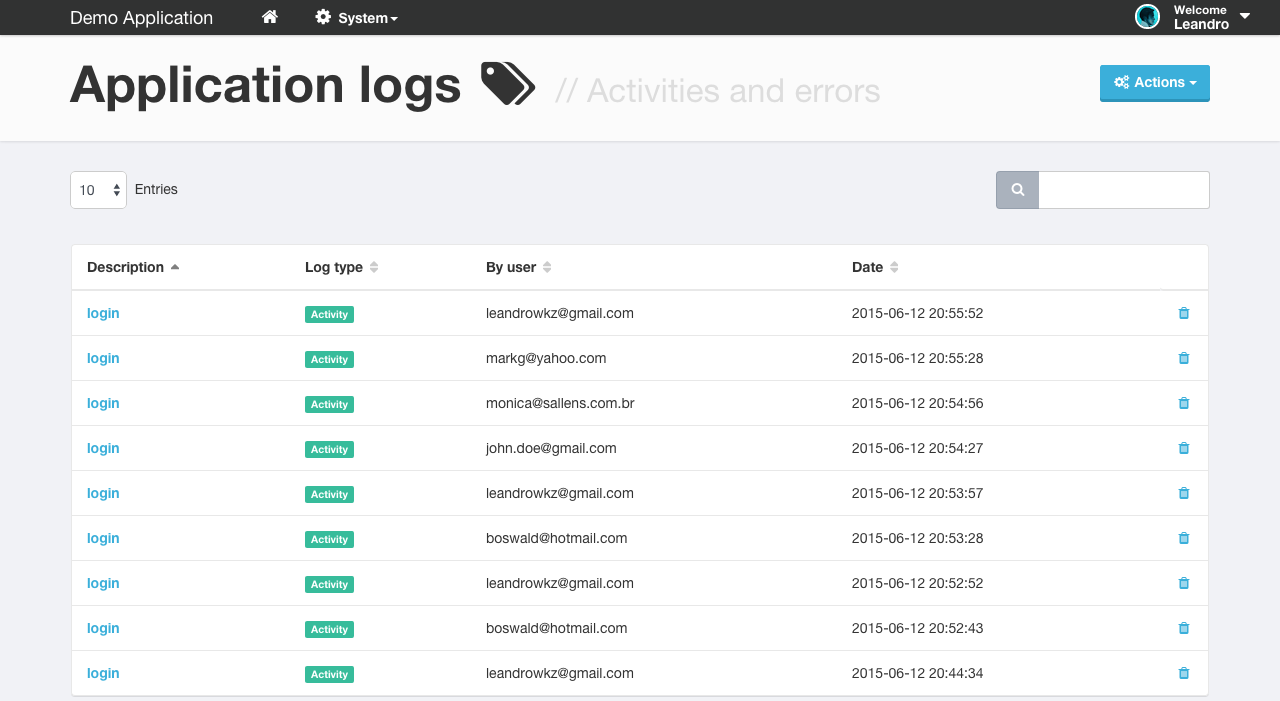 Demo Application System Welcome Leandro
Application logs // Activities and errors Actions
10 Entries
Description Log type By user Date
login Activity leandrowkz@gmail.com 2015-06-12 20:55:52
login Activity markg@yahoo.com 2015-06-12 20:55:28
login Activity monica@sallens.com.br 2015-06-12 20:54:56
login Activity john.doe@gmail.com 2015-06-12 20:54:27
login Activity leandrowkz@gmail.com 2015-06-12 20:53:57
login Activity boswald@hotmail.com 2015-06-12 20:53:28
login Activity leandrowkz@gmail.com 2015-06-12 20:52:52
login Activity boswald@hotmail.com 2015-06-12 20:52:43
login Activity leandrowkz@gmail.com 2015-06-12 20:44:34